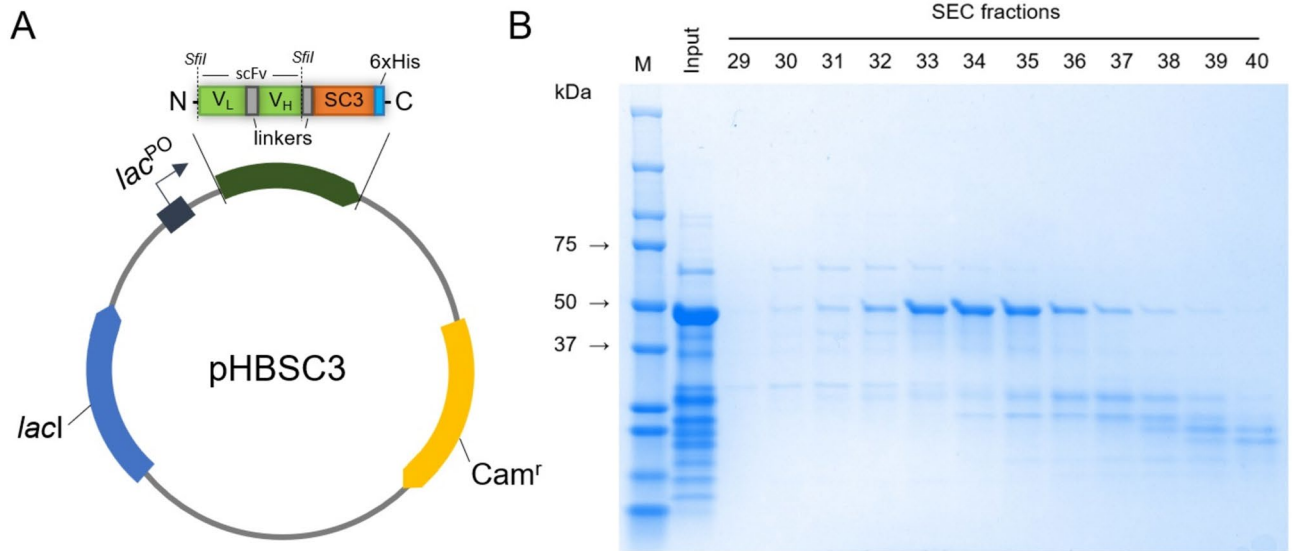 A
SfiI
scFv
SfiI
6xHis
N
VL
VH
SC3
C
linkers
lacPO
pHBSC3
lacI
Camr
B
SEC fractions
M
Input
29 30 31 32 33 34 35 36 37 38 39 40
kDa
75 →
50 →
37 →